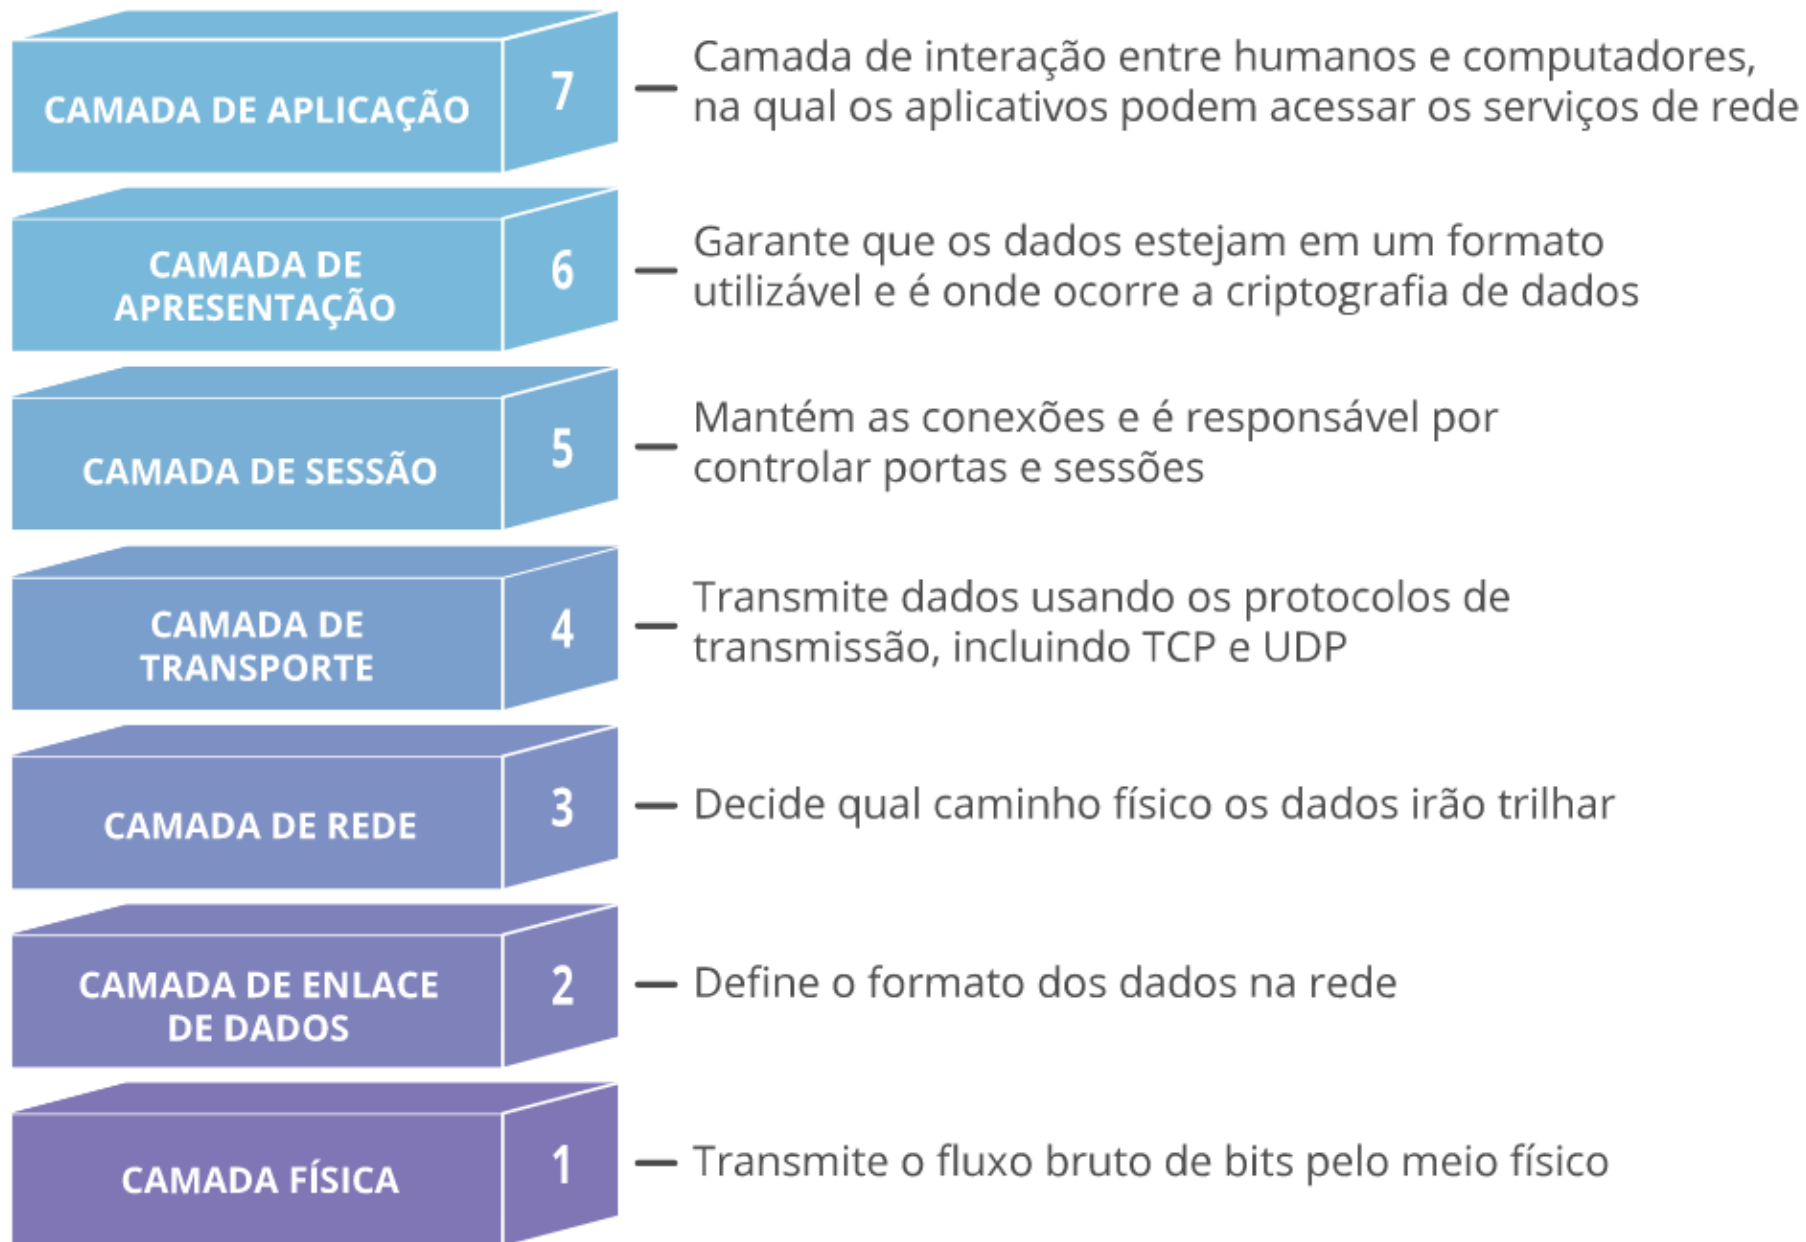 CAMADA DE APLICAÇÃO
7
Camada de interação entre humanos e computadores,
na qual os aplicativos podem acessar os serviços de rede
CAMADA DE
APRESENTAÇÃO
6
Garante que os dados estejam em um formato
utilizável e é onde ocorre a criptografia de dados
CAMADA DE SESSÃO
5
Mantém as conexões e é responsável por
controlar portas e sessões
CAMADA DE
TRANSPORTE
4
Transmite dados usando os protocolos de
transmissão, incluindo TCP e UDP
CAMADA DE REDE
3
Decide qual caminho físico os dados irão trilhar
CAMADA DE ENLACE
DE DADOS
2
Define o formato dos dados na rede
CAMADA FÍSICA
1
Transmite o fluxo bruto de bits pelo meio físico